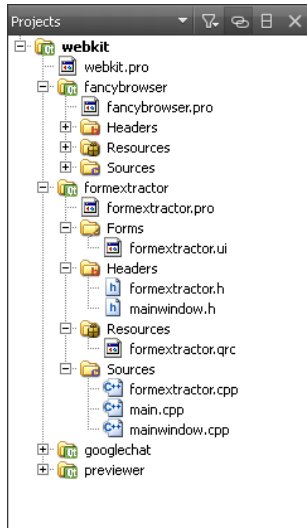 Projects
webkit
webkit.pro
fancybrowser
fancybrowser.pro
Headers
Resources
Sources
formextractor
formextractor.pro
Forms
formextractor.ui
Headers
formextractor.h
mainwindow.h
Resources
formextractor.qrc
Sources
formextractor.cpp
main.cpp
mainwindow.cpp
googlechat
previewer